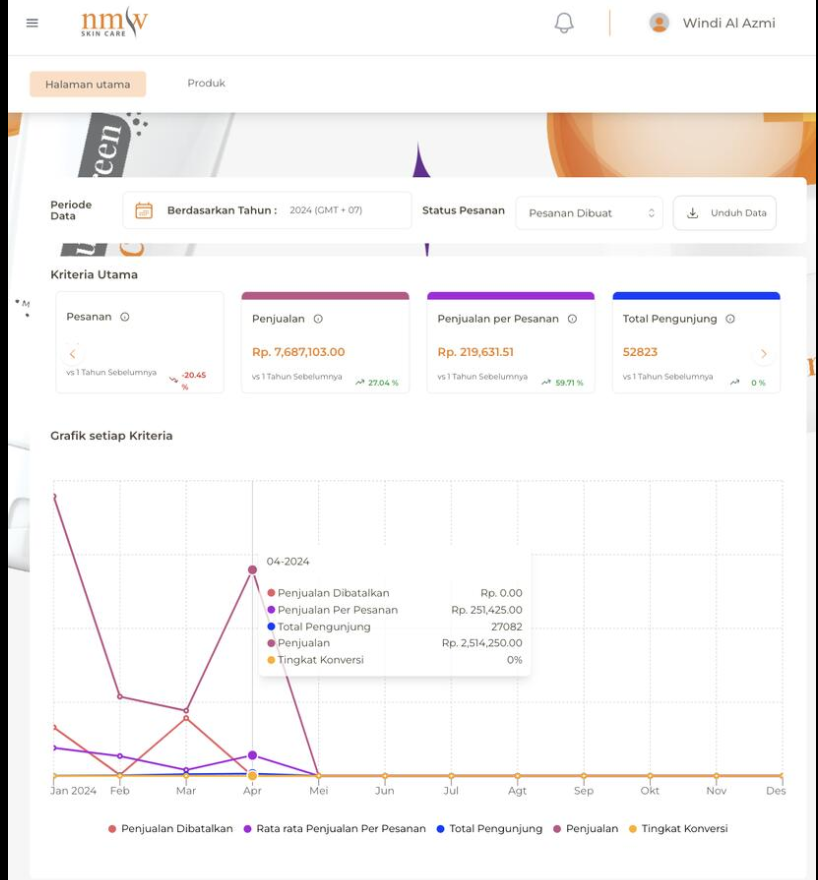 nmw
SKIN CARE
Windi Al Azmi
Halaman utama
Produk
een
Periode Data
Berdasarkan Tahun : 2024 (GMT + 07)
Status Pesanan
Pesanan Dibuat
Unduh Data
Kriteria Utama
Pesanan
vs 1 Tahun Sebelumnya
-20.45 %
Penjualan
Rp. 7,687,103.00
vs 1 Tahun Sebelumnya
27.04 %
Penjualan per Pesanan
Rp. 219,631.51
vs 1 Tahun Sebelumnya
59.71 %
Total Pengunjung
52823
vs 1 Tahun Sebelumnya
0 %
Grafik setiap Kriteria
04-2024
Penjualan Dibatalkan Rp. 0.00
Penjualan Per Pesanan Rp. 251,425.00
Total Pengunjung 27082
Penjualan Rp. 2,514,250.00
Tingkat Konversi 0%
Jan 2024 Feb Mar Apr Mei Jun Jul Agt Sep Okt Nov Des
Penjualan Dibatalkan Rata rata Penjualan Per Pesanan Total Pengunjung Penjualan Tingkat Konversi